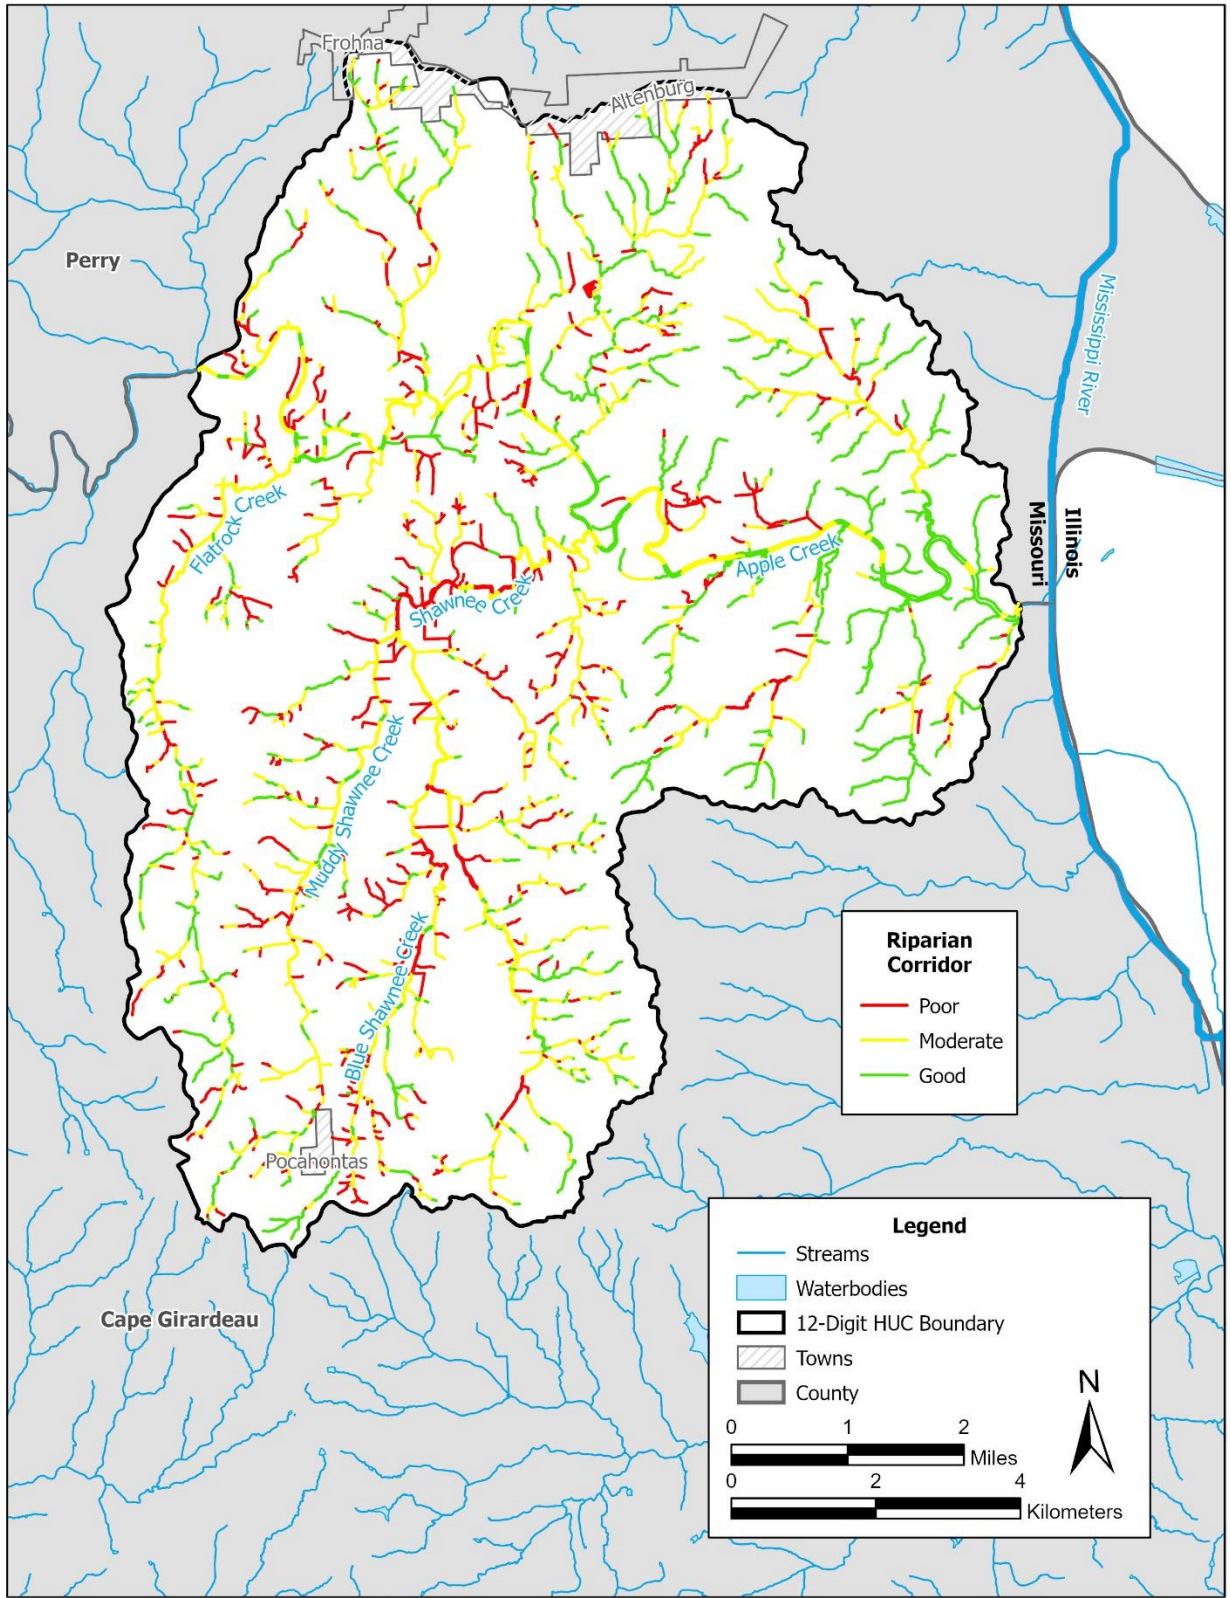 Frohna
Altenburg
Perry
Mississippi River
Flatrock Creek
Illinois
Missouri
Apple Creek
Shawnee Creek
Muddy Shawnee Creek
Blue Shawnee Creek
Riparian
Corridor
Poor
Moderate
Good
Pocahontas
Cape Girardeau
Legend
Streams
Waterbodies
12-Digit HUC Boundary
Towns
County
N
0 1 2
Miles
0 2 4
Kilometers